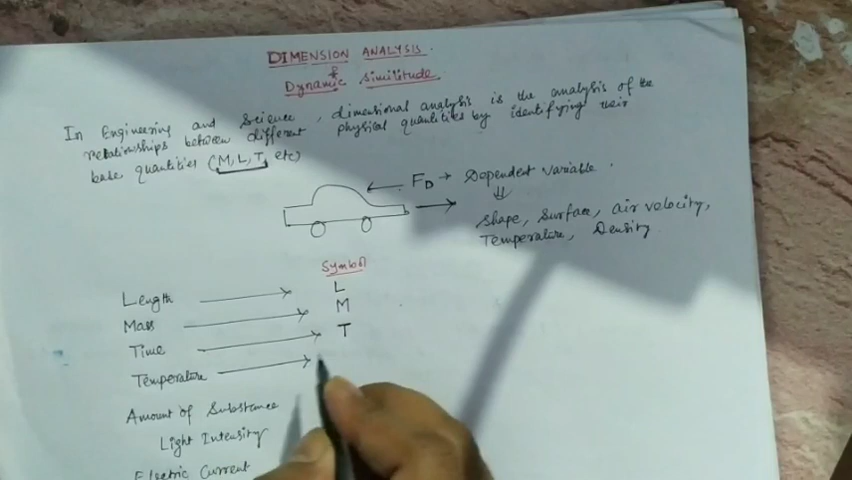 DIMENSION ANALYSIS.
&
Dynamic Similitude.
In Engineering and Science, dimensional analysis is the analysis of the
relationships between different physical quantities by identifying their
base quantities (M, L, T, etc)
FD → Dependent variable.
Shape, Surface, air velocity,
Temperature, Density
Symbol
Length L
Mass M
Time T
Temperature
Amount of Substance
Light Intensity
Electric Current